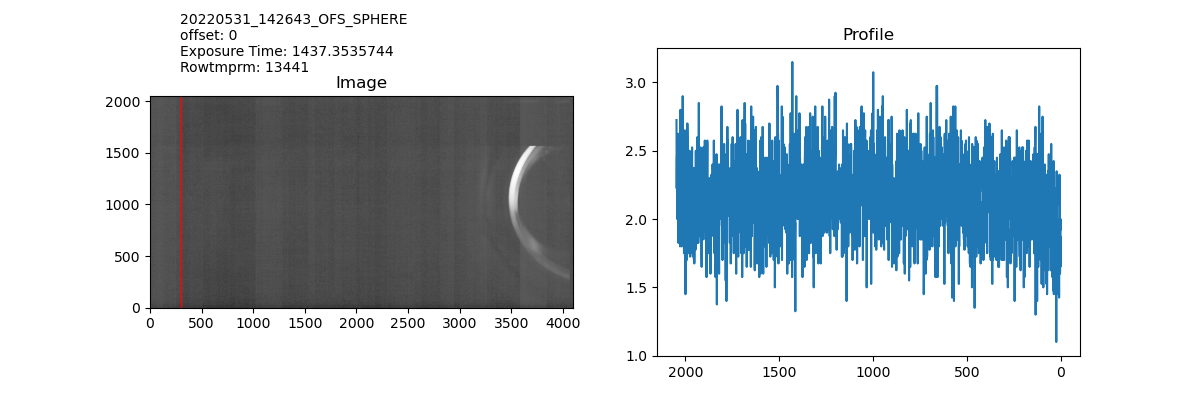 20220531_142643_OFS_SPHERE
offset: 0
Exposure Time: 1437.3535744
Rowtmprm: 13441
Image
2000
1500
1000
500
0
0 500 1000 1500 2000 2500 3000 3500 4000
Profile
3.0
2.5
2.0
1.5
1.0
2000 1500 1000 500 0